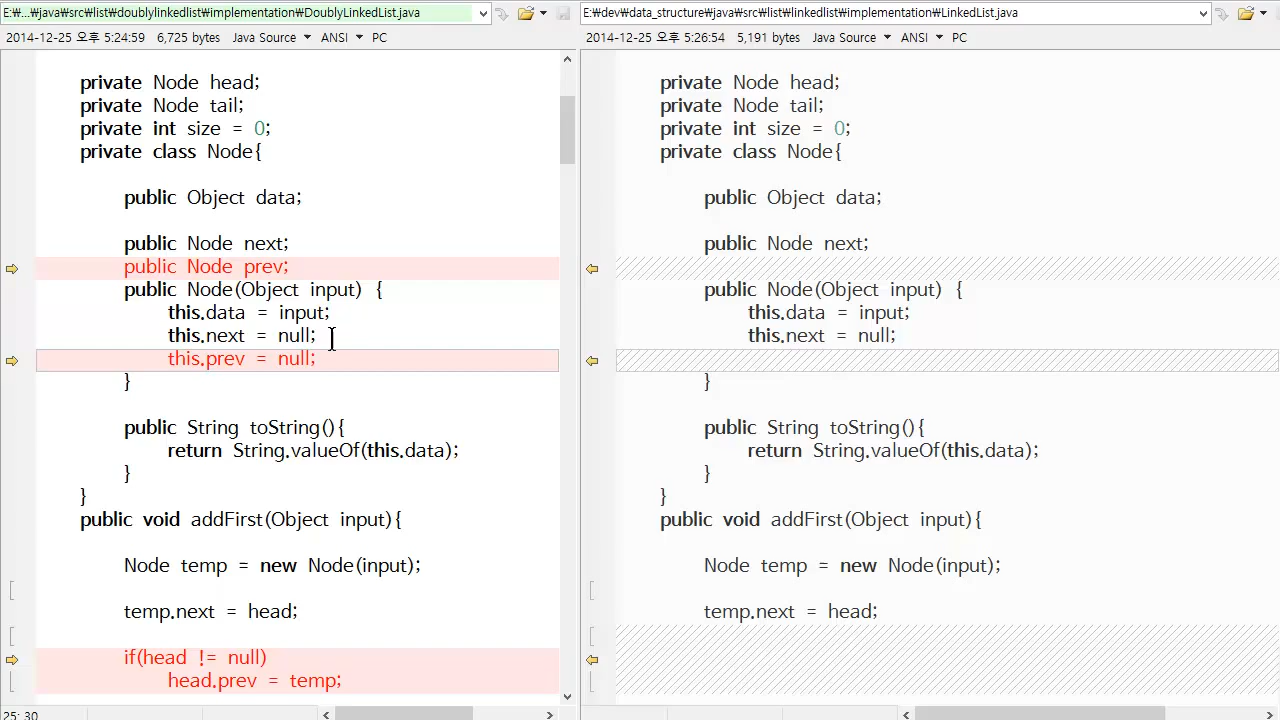 E:₩...₩java₩src₩list₩doublylinkedlist₩implementation₩DoublyLinkedList.java
2014-12-25 오후 5:24:59 6,725 bytes Java Source ANSI PC
private Node head;
private Node tail;
private int size = 0;
private class Node{
public Object data;
public Node next;
public Node prev;
public Node(Object input) {
this.data = input;
this.next = null;
this.prev = null;
}
public String toString(){
return String.valueOf(this.data);
}
}
public void addFirst(Object input){
Node temp = new Node(input);
temp.next = head;
if(head != null)
head.prev = temp;
25: 30
E:₩dev₩data_structure₩java₩src₩list₩linkedlist₩implementation₩LinkedList.java
2014-12-25 오후 5:26:54 5,191 bytes Java Source ANSI PC
private Node head;
private Node tail;
private int size = 0;
private class Node{
public Object data;
public Node next;
public Node(Object input) {
this.data = input;
this.next = null;
}
public String toString(){
return String.valueOf(this.data);
}
}
public void addFirst(Object input){
Node temp = new Node(input);
temp.next = head;